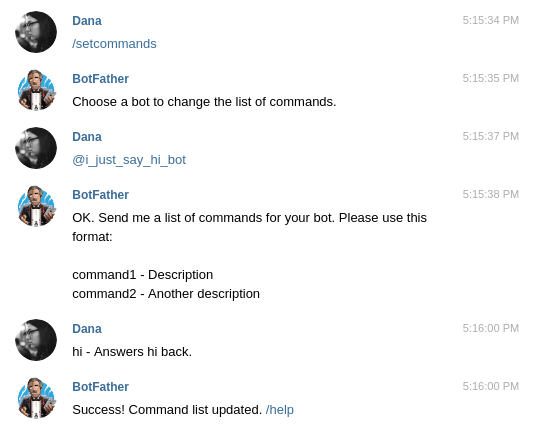 Dana 5:15:34 PM
/setcommands
BotFather 5:15:35 PM
Choose a bot to change the list of commands.
Dana 5:15:37 PM
@i_just_say_hi_bot
BotFather 5:15:38 PM
OK. Send me a list of commands for your bot. Please use this
format:
command1 - Description
command2 - Another description
Dana 5:16:00 PM
hi - Answers hi back.
BotFather 5:16:00 PM
Success! Command list updated. /help